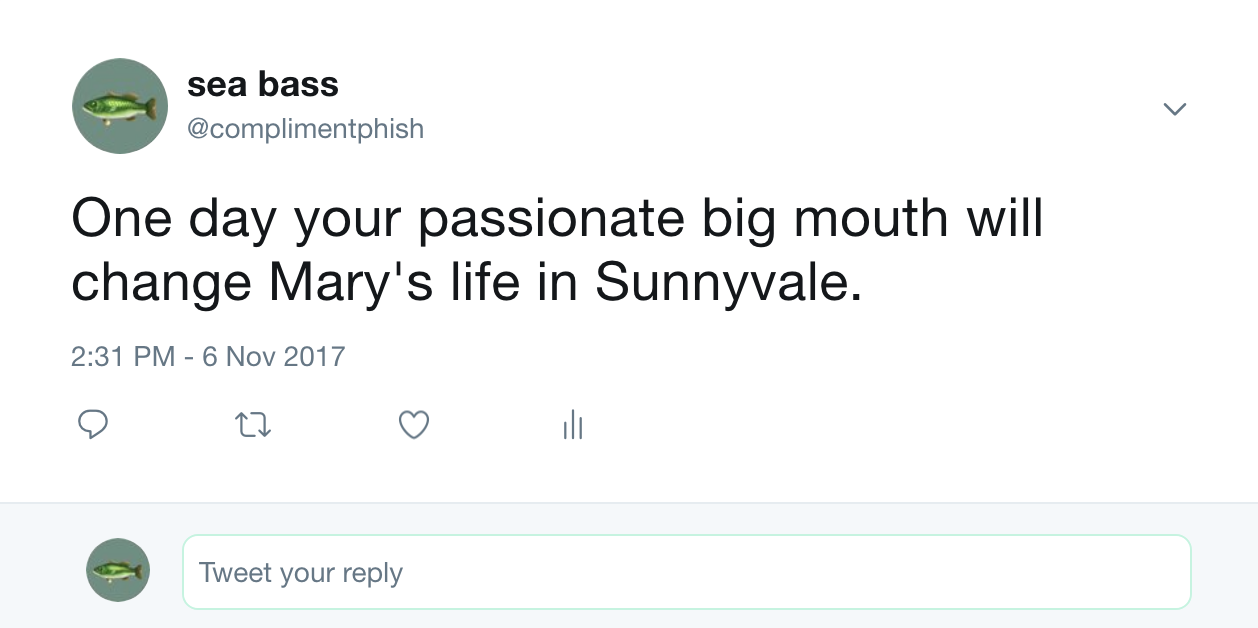 sea bass
@complimentphish
One day your passionate big mouth will
change Mary's life in Sunnyvale.
2:31 PM - 6 Nov 2017
Tweet your reply